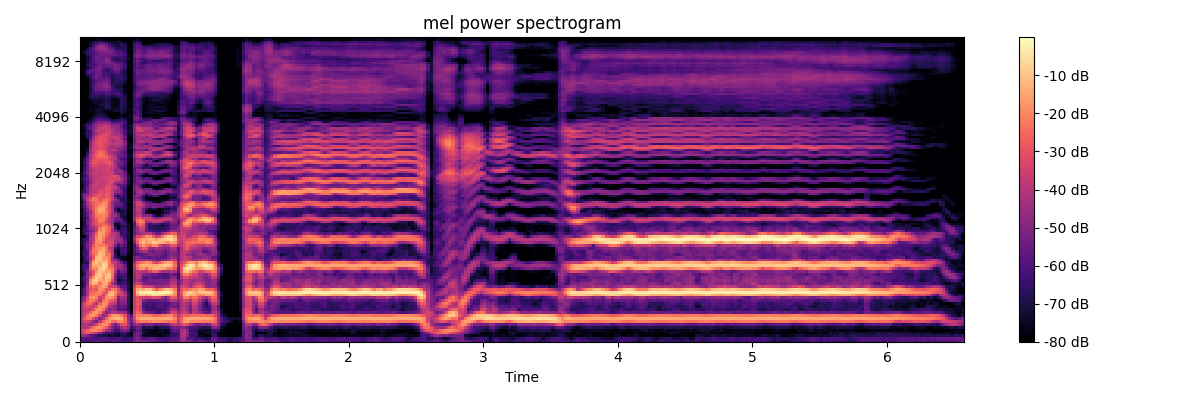 mel power spectrogram
8192
4096
2048
1024
512
0
Hz
0 1 2 3 4 5 6
Time
-10 dB
-20 dB
-30 dB
-40 dB
-50 dB
-60 dB
-70 dB
-80 dB